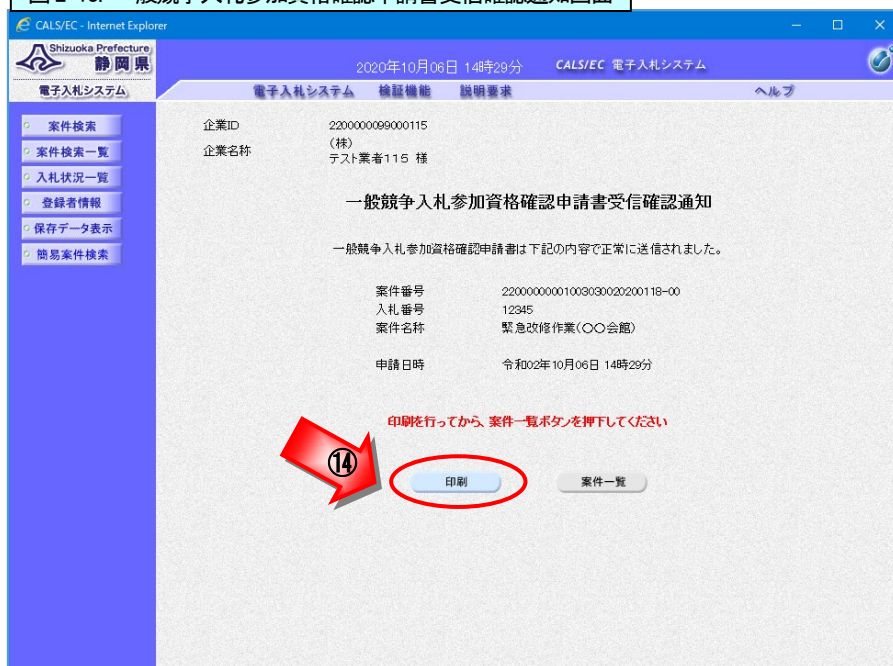 CALS/EC - Internet Explorer
Shizuoka Prefecture
静岡県
2020年10月06日 14時29分 CALS/EC 電子入札システム
電子入札システム
電子入札システム 検証機能 説明要求 ヘルプ
案件検索
案件検索一覧
入札状況一覧
登録者情報
保存データ表示
簡易案件検索
企業ID 2200000099000115
企業名称 (株)
テスト業者115 様
一般競争入札参加資格確認申請書受信確認通知
一般競争入札参加資格確認申請書は下記の内容で正常に送信されました。
案件番号 2200000001003030020200118-00
入札番号 12345
案件名称 緊急改修作業(〇〇会館)
申請日時 令和02年10月06日 14時29分
印刷を行ってから、案件一覧ボタンを押下してください
⑭
印刷 案件一覧